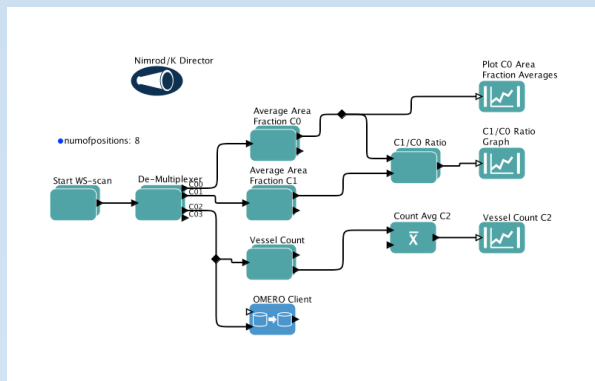 Nimrod/K Director
numofpositions: 8
Start WS-scan
De-Multiplexer
C00
C01
C02
C03
Average Area
Fraction C0
Average Area
Fraction C1
Vessel Count
OMERO Client
C1/C0 Ratio
Count Avg C2
x
Plot C0 Area
Fraction Averages
C1/C0 Ratio
Graph
Vessel Count C2